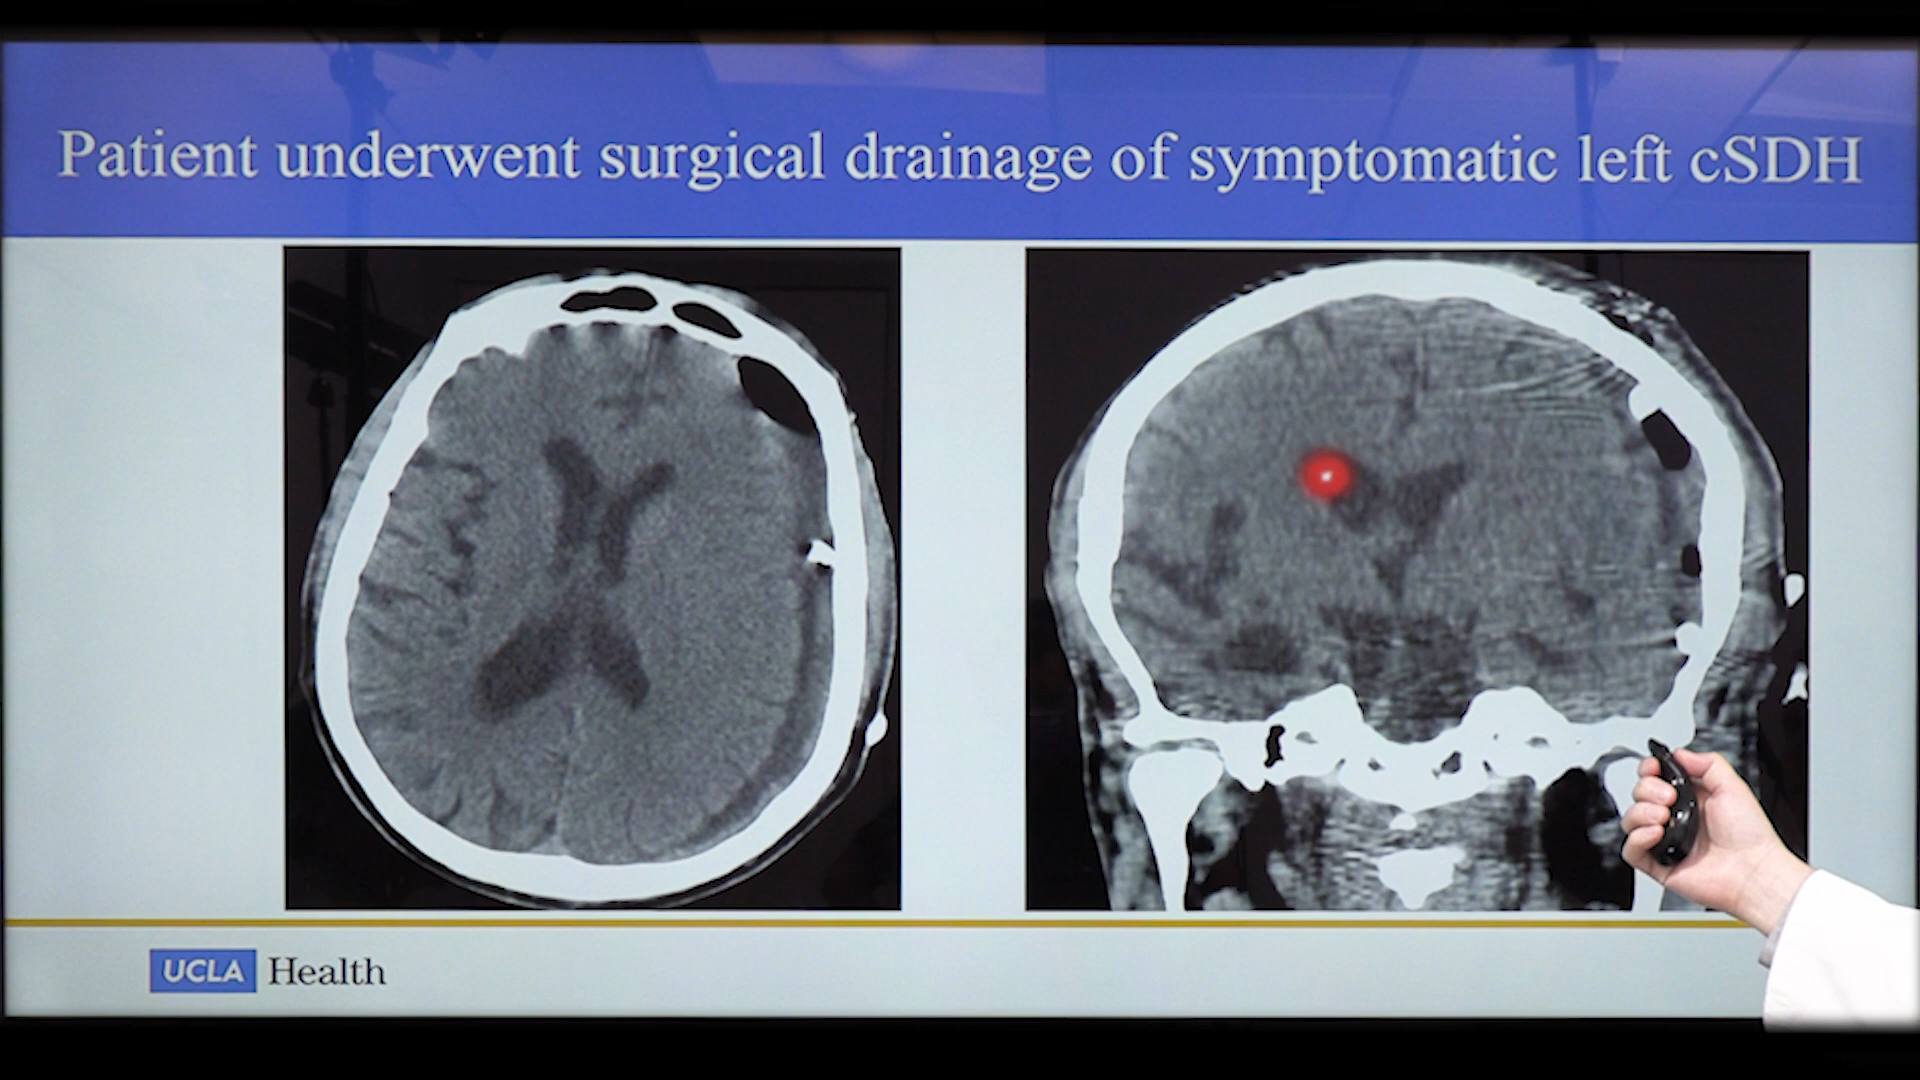 Patient underwent surgical drainage of symptomatic left cSDH
UCLA Health